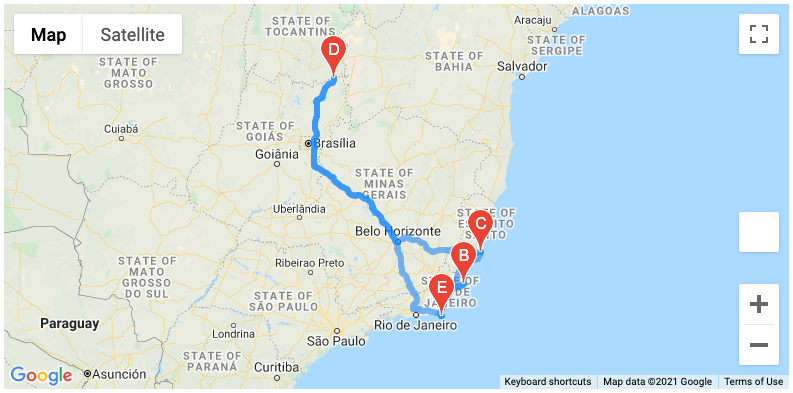 Map
Satellite
STATE OF
TOCANTINS
Aracaju
ALAGOAS
STATE OF
SERGIPE
STATE OF
MATO
GROSSO
STATE OF
BAHIA
Salvador
D
Cuiabá
STATE OF
GOIÁS
Brasília
Goiânia
STATE OF
MINAS
GERAIS
Uberlândia
STATE OF
ESPÍRITO
SANTO
C
Belo Horizonte
B
STATE OF
MATO
GROSSO
DO SUL
Ribeirao Preto
E
STATE OF
SÃO PAULO
STATE OF
RIO DE
JANEIRO
Paraguay
Londrina
São Paulo
Rio de Janeiro
STATE OF
PARANÁ
Curitiba
Asunción
Google
Keyboard shortcuts
Map data ©2021 Google
Terms of Use